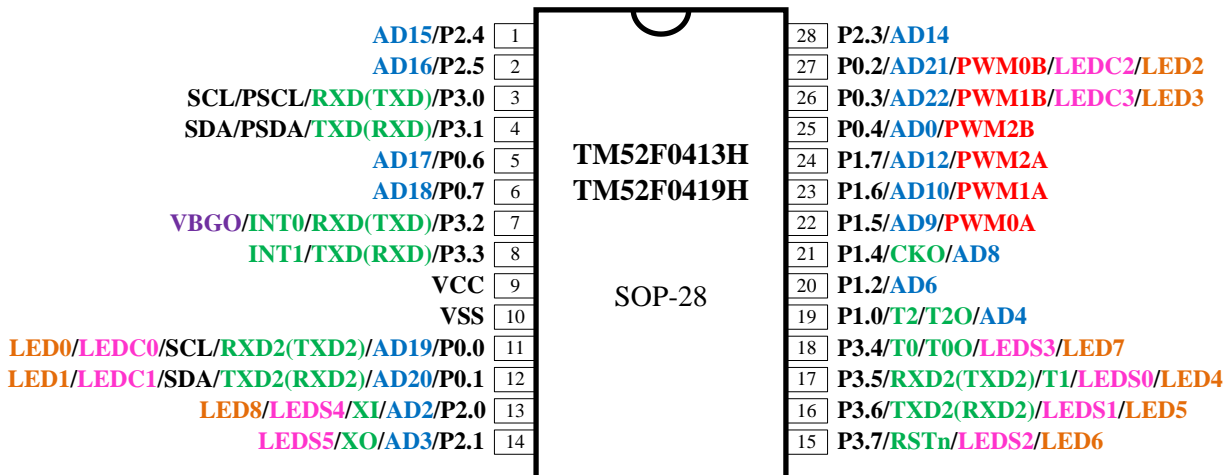 AD15/P2.4 1 28 P2.3/AD14
AD16/P2.5 2 27 P0.2/AD21/PWM0B/LEDC2/LED2
SCL/PSCL/RXD(TXD)/P3.0 3 26 P0.3/AD22/PWM1B/LEDC3/LED3
SDA/PSDA/TXD(RXD)/P3.1 4 25 P0.4/AD0/PWM2B
TM52F0413H
AD17/P0.6 5 24 P1.7/AD12/PWM2A
TM52F0419H
AD18/P0.7 6 23 P1.6/AD10/PWM1A
VBGO/INT0/RXD(TXD)/P3.2 7 22 P1.5/AD9/PWM0A
INT1/TXD(RXD)/P3.3 8 21 P1.4/CKO/AD8
VCC 9 SOP-28 20 P1.2/AD6
VSS 10 19 P1.0/T2/T2O/AD4
LED0/LEDC0/SCL/RXD2(TXD2)/AD19/P0.0 11 18 P3.4/T0/T0O/LEDS3/LED7
LED1/LEDC1/SDA/TXD2(RXD2)/AD20/P0.1 12 17 P3.5/RXD2(TXD2)/T1/LEDS0/LED4
LED8/LEDS4/XI/AD2/P2.0 13 16 P3.6/TXD2(RXD2)/LEDS1/LED5
LEDS5/XO/AD3/P2.1 14 15 P3.7/RSTn/LEDS2/LED6